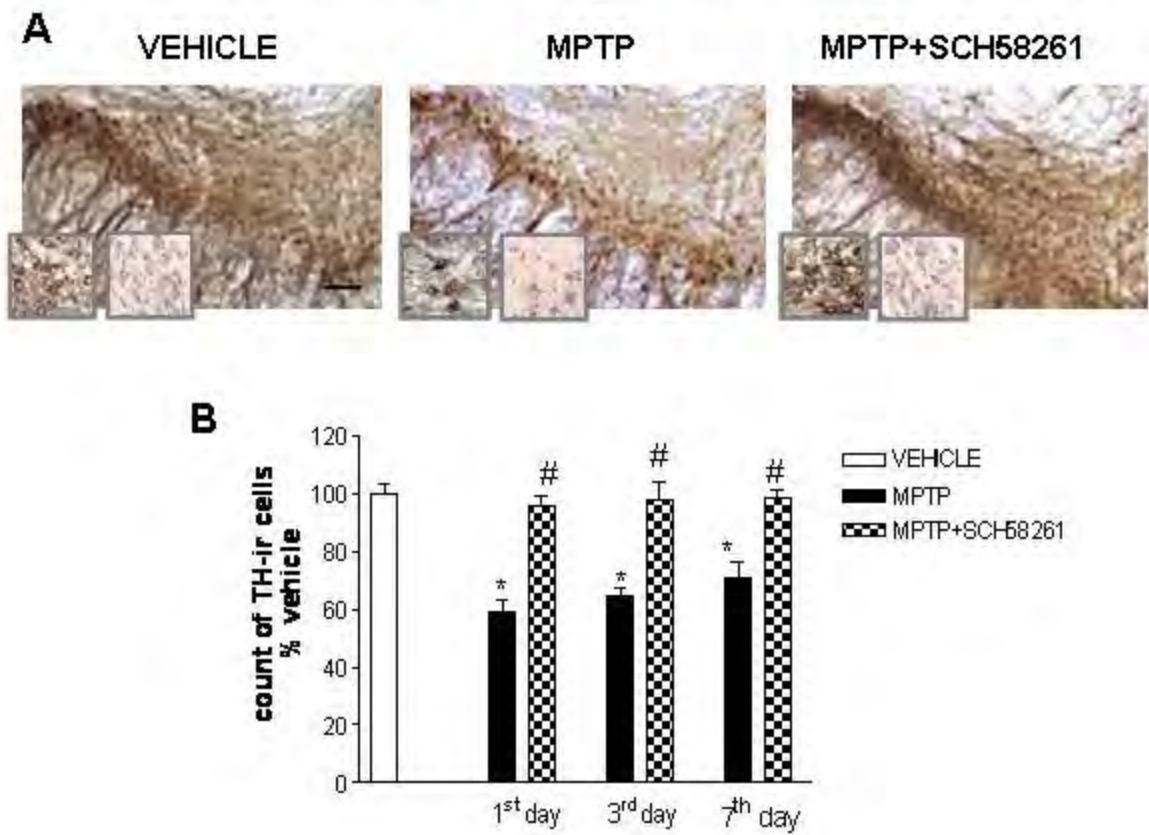 A
VEHICLE
MPTP
MPTP+SCH58261
B
count of TH-ir cells
% vehicle
120
100
80
60
40
20
0
*
#
*
#
*
#
1st day
3rd day
7th day
VEHICLE
MPTP
MPTP+SCH58261